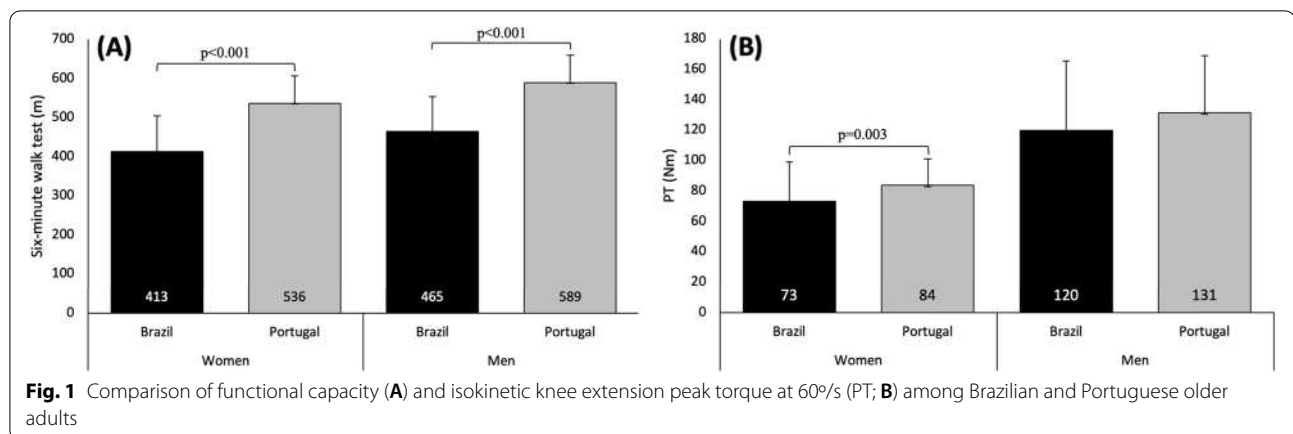 (A)
700
600
500
400
300
200
100
0
Six-minute walk test (m)
p<0.001
p<0.001
413
536
465
589
Brazil
Portugal
Brazil
Portugal
Women
Men
(B)
180
160
140
120
100
80
60
40
20
0
PT (Nm)
p=0.003
73
84
120
131
Brazil
Portugal
Brazil
Portugal
Women
Men
Fig. 1 Comparison of functional capacity (A) and isokinetic knee extension peak torque at 60º/s (PT; B) among Brazilian and Portuguese older
adults